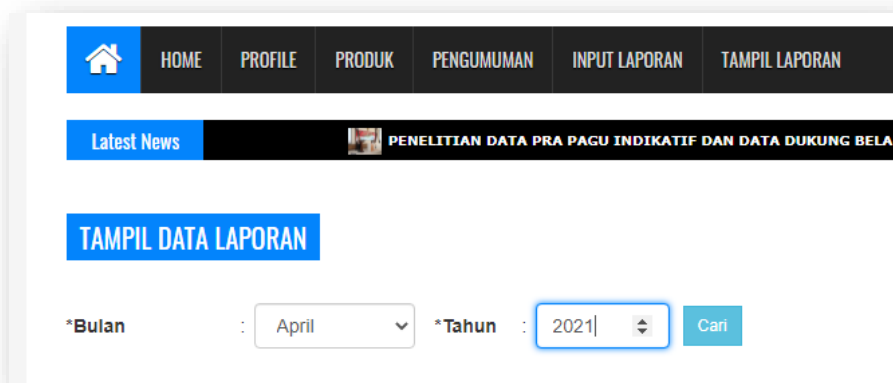 HOME PROFILE PRODUK PENGUMUMAN INPUT LAPORAN TAMPIL LAPORAN
Latest News PENELITIAN DATA PRA PAGU INDIKATIF DAN DATA DUKUNG BELA
TAMPIL DATA LAPORAN
*Bulan : April *Tahun : 2021 Cari